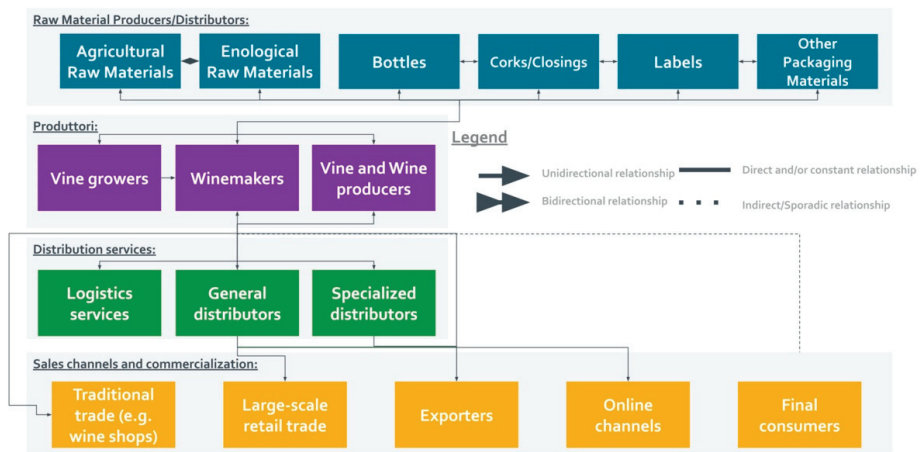 Raw Material Producers/Distributors:
Agricultural
Raw Materials
Enological
Raw Materials
Bottles
Corks/Closings
Labels
Other
Packaging
Materials
Produttori:
Vine growers
Winemakers
Vine and Wine
producers
Legend
Unidirectional relationship
Direct and/or constant relationship
Bidirectional relationship
Indirect/Sporadic relationship
Distribution services:
Logistics
services
General
distributors
Specialized
distributors
Sales channels and commercialization:
Traditional
trade (e.g.
wine shops)
Large-scale
retail trade
Exporters
Online
channels
Final
consumers